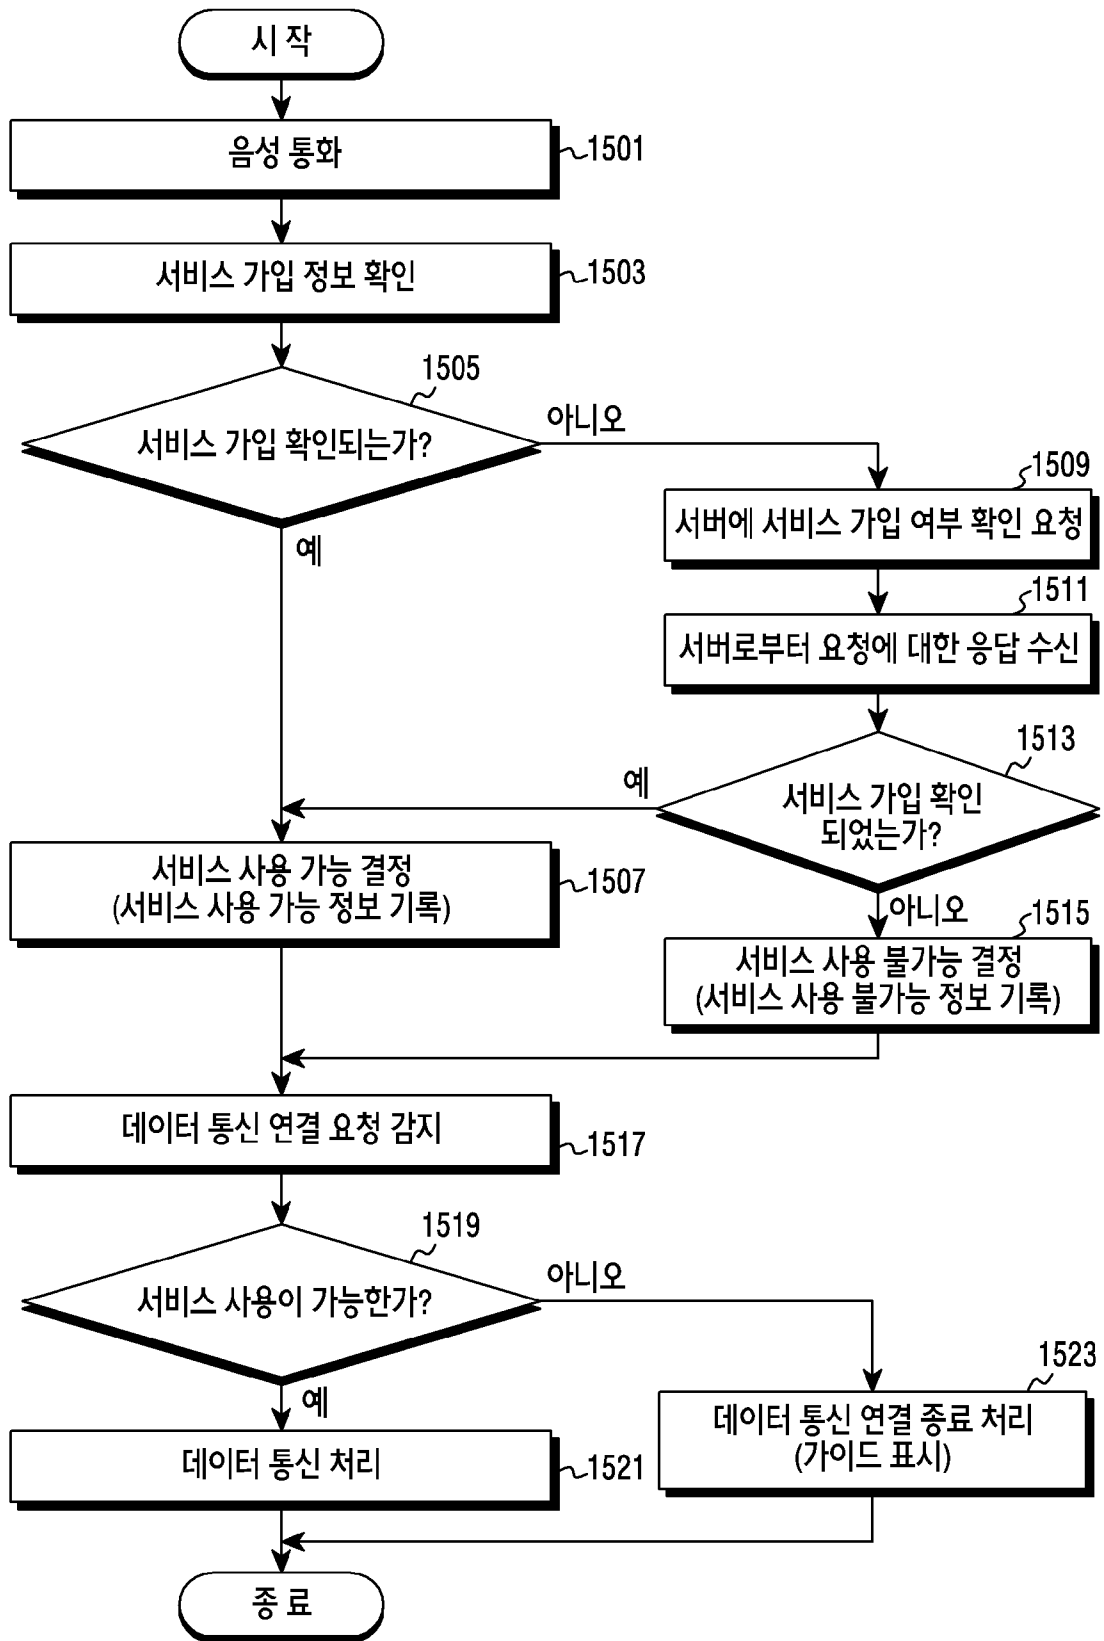 시 작
음성 통화
1501
서비스 가입 정보 확인
1503
1505
서비스 가입 확인되는가?
아니오
예
1509
서버에 서비스 가입 여부 확인 요청
1511
서버로부터 요청에 대한 응답 수신
1513
서비스 가입 확인
되었는가?
예
아니오
서비스 사용 가능 결정
(서비스 사용 가능 정보 기록)
1507
1515
서비스 사용 불가능 결정
(서비스 사용 불가능 정보 기록)
데이터 통신 연결 요청 감지
1517
1519
서비스 사용이 가능한가?
아니오
예
1523
데이터 통신 연결 종료 처리
(가이드 표시)
데이터 통신 처리
1521
종 료